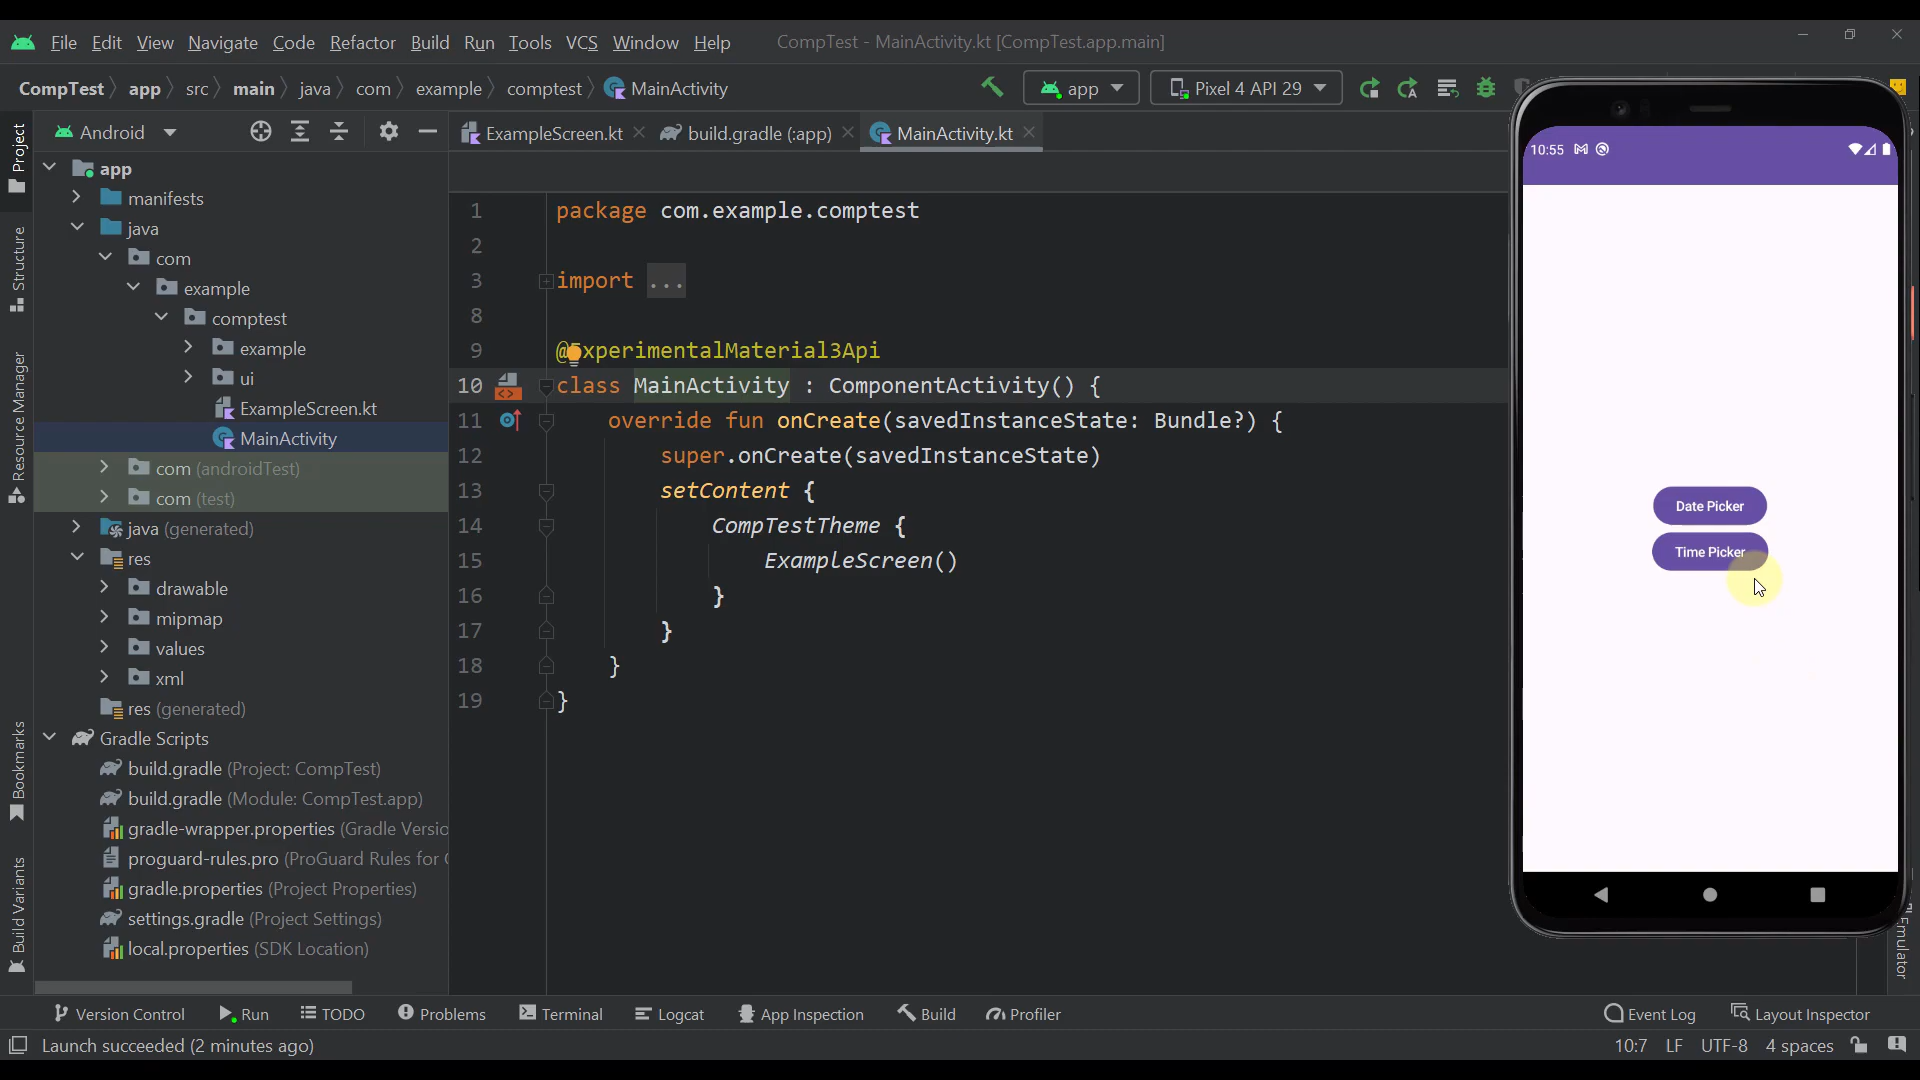 File Edit View Navigate Code Refactor Build Run Tools VCS Window Help CompTest - MainActivity.kt [CompTest.app.main]
CompTest app src main java com example comptest MainActivity app Pixel 4 API 29
Android ExampleScreen.kt build.gradle (:app) MainActivity.kt
Project
Structure
Resource Manager
Bookmarks
Build Variants
app
manifests
java
com
example
comptest
example
ui
ExampleScreen.kt
MainActivity
com (androidTest)
com (test)
java (generated)
res
drawable
mipmap
values
xml
res (generated)
Gradle Scripts
build.gradle (Project: CompTest)
build.gradle (Module: CompTest.app)
gradle-wrapper.properties (Gradle Versio
proguard-rules.pro (ProGuard Rules for
gradle.properties (Project Properties)
settings.gradle (Project Settings)
local.properties (SDK Location)
1 package com.example.comptest
2
3 import ...
8
9 @ExperimentalMaterial3Api
10 class MainActivity : ComponentActivity() {
11 override fun onCreate(savedInstanceState: Bundle?) {
12 super.onCreate(savedInstanceState)
13 setContent {
14 CompTestTheme {
15 ExampleScreen()
16 }
17 }
18 }
19 }
10:55
Date Picker
Time Picker
Emulator
Version Control Run TODO Problems Terminal Logcat App Inspection Build Profiler Event Log Layout Inspector
Launch succeeded (2 minutes ago) 10:7 LF UTF-8 4 spaces